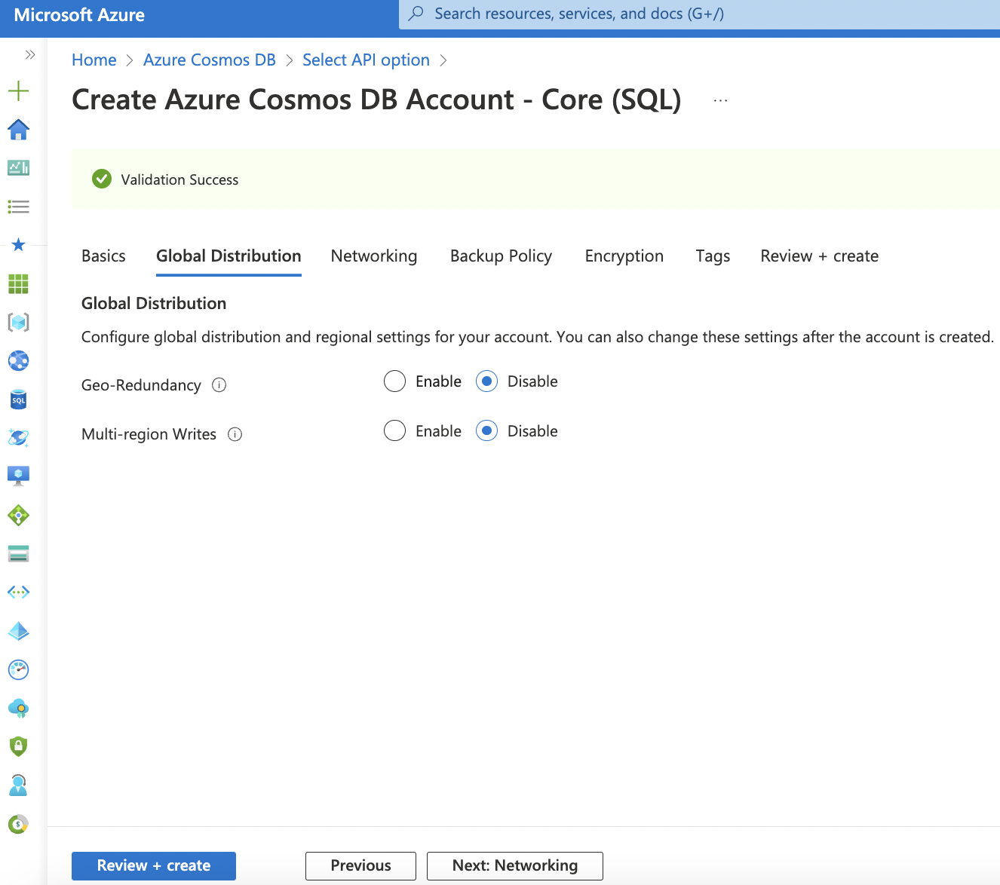 Microsoft Azure
Search resources, services, and docs (G+/)
Home > Azure Cosmos DB > Select API option >
Create Azure Cosmos DB Account - Core (SQL) ...
Validation Success
Basics Global Distribution Networking Backup Policy Encryption Tags Review + create
Global Distribution
Configure global distribution and regional settings for your account. You can also change these settings after the account is created.
Geo-Redundancy Enable Disable
Multi-region Writes Enable Disable
SQL
Review + create Previous Next: Networking